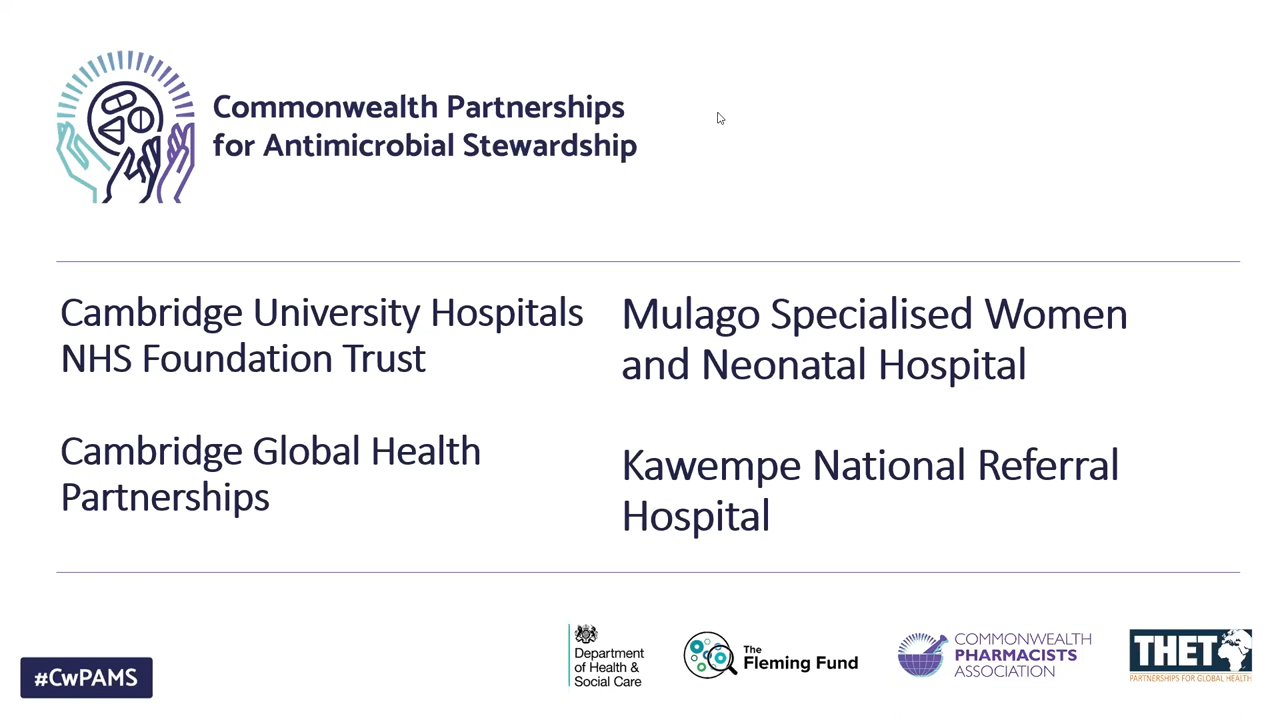 Commonwealth Partnerships
for Antimicrobial Stewardship
Cambridge University Hospitals
NHS Foundation Trust
Cambridge Global Health
Partnerships
Mulago Specialised Women
and Neonatal Hospital
Kawempe National Referral
Hospital
#CwPAMS
Department
of Health &
Social Care
The
Fleming Fund
COMMONWEALTH
PHARMACISTS
ASSOCIATION
THET
PARTNERSHIPS FOR GLOBAL HEALTH